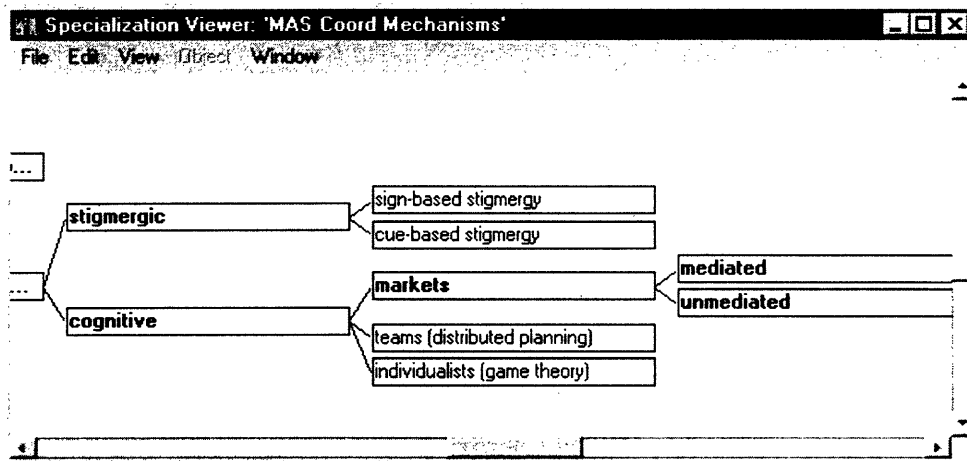 Specialization Viewer: 'MAS Coord Mechanisms'
File Edit View Object Window
...
stigmergic
sign-based stigmergy
cue-based stigmergy
...
cognitive
markets
mediated
unmediated
teams (distributed planning)
individualists (game theory)